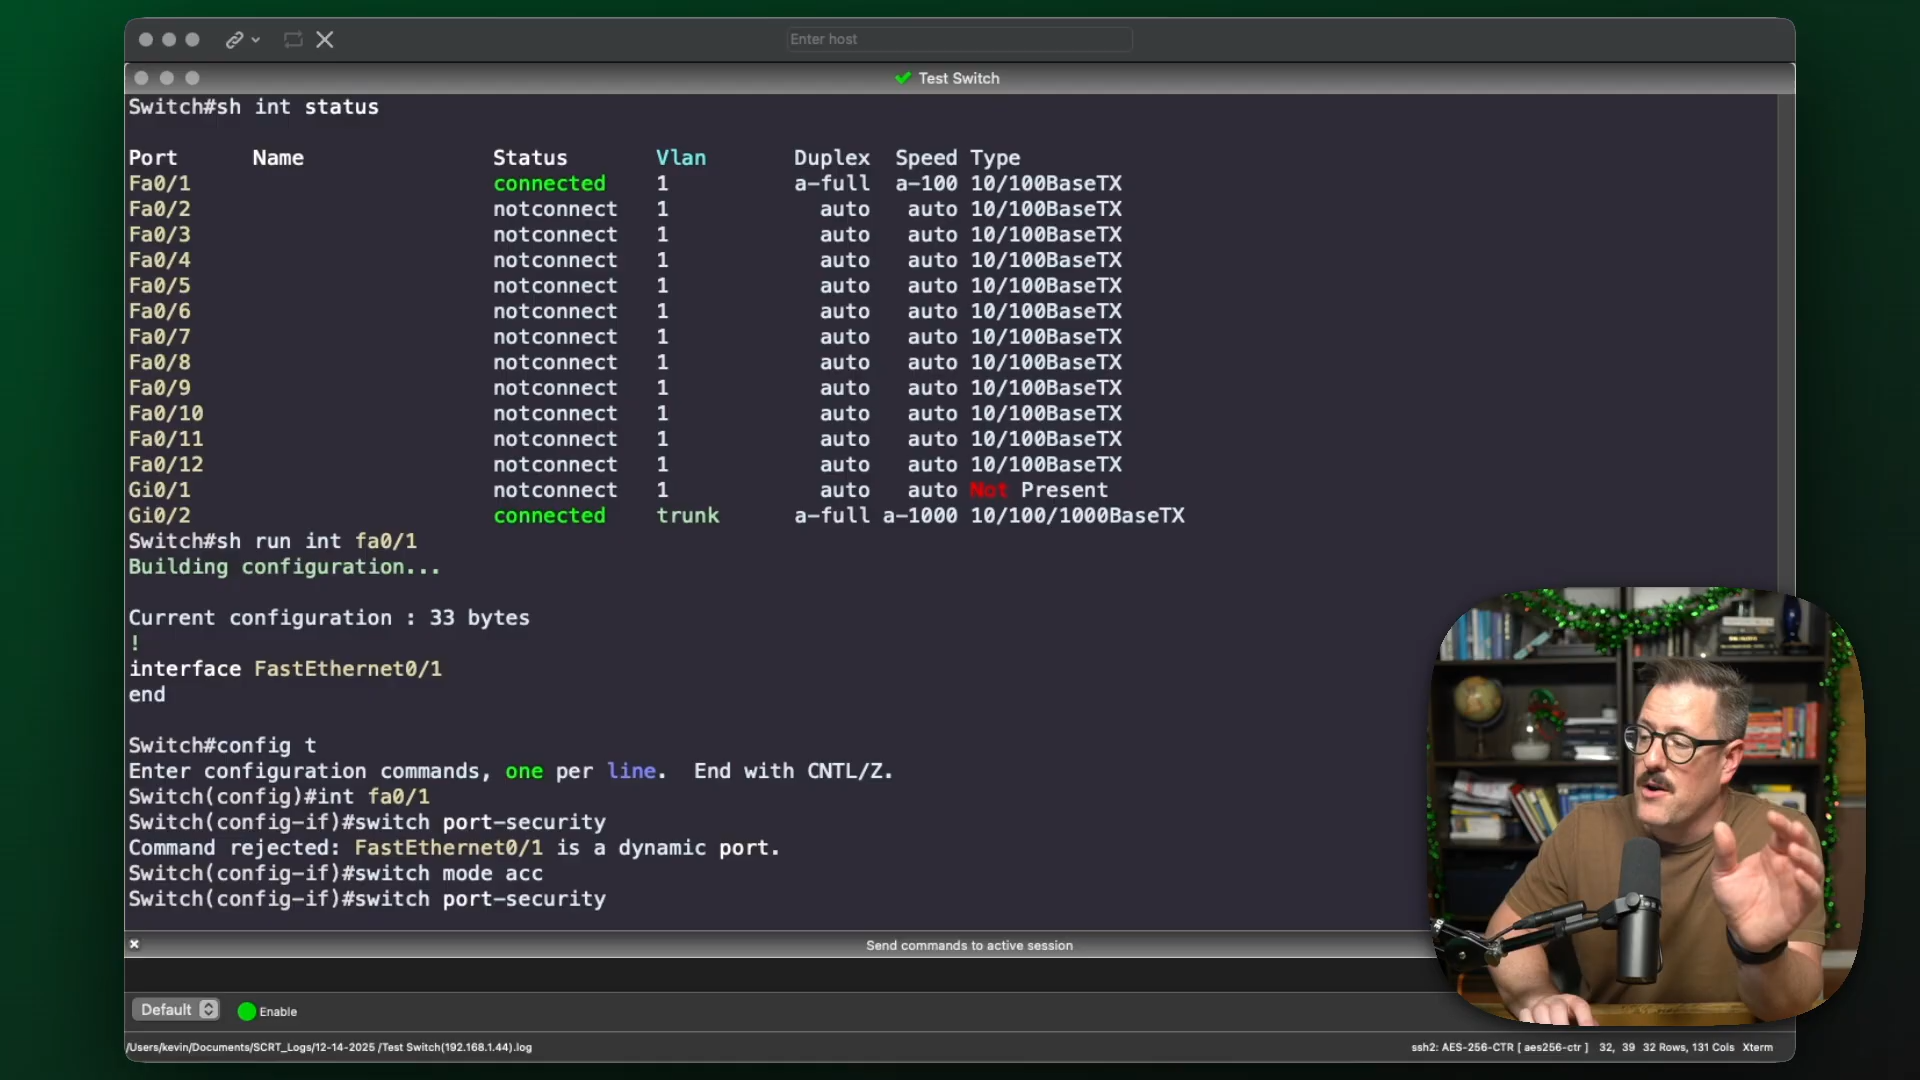 Enter host
Test Switch
Switch#sh int status
Port Name Status Vlan Duplex Speed Type
Fa0/1 connected 1 a-full a-100 10/100BaseTX
Fa0/2 notconnect 1 auto auto 10/100BaseTX
Fa0/3 notconnect 1 auto auto 10/100BaseTX
Fa0/4 notconnect 1 auto auto 10/100BaseTX
Fa0/5 notconnect 1 auto auto 10/100BaseTX
Fa0/6 notconnect 1 auto auto 10/100BaseTX
Fa0/7 notconnect 1 auto auto 10/100BaseTX
Fa0/8 notconnect 1 auto auto 10/100BaseTX
Fa0/9 notconnect 1 auto auto 10/100BaseTX
Fa0/10 notconnect 1 auto auto 10/100BaseTX
Fa0/11 notconnect 1 auto auto 10/100BaseTX
Fa0/12 notconnect 1 auto auto 10/100BaseTX
Gi0/1 notconnect 1 auto auto Not Present
Gi0/2 connected trunk a-full a-1000 10/100/1000BaseTX
Switch#sh run int fa0/1
Building configuration...
Current configuration : 33 bytes
!
interface FastEthernet0/1
end
Switch#config t
Enter configuration commands, one per line. End with CNTL/Z.
Switch(config)#int fa0/1
Switch(config-if)#switch port-security
Command rejected: FastEthernet0/1 is a dynamic port.
Switch(config-if)#switch mode acc
Switch(config-if)#switch port-security
Send commands to active session
Default Enable
/Users/kevin/Documents/SCRT_Logs/12-14-2025 /Test Switch(192.168.1.44).log
ssh2: AES-256-CTR [ aes256-ctr ] 32, 39 32 Rows, 131 Cols Xterm